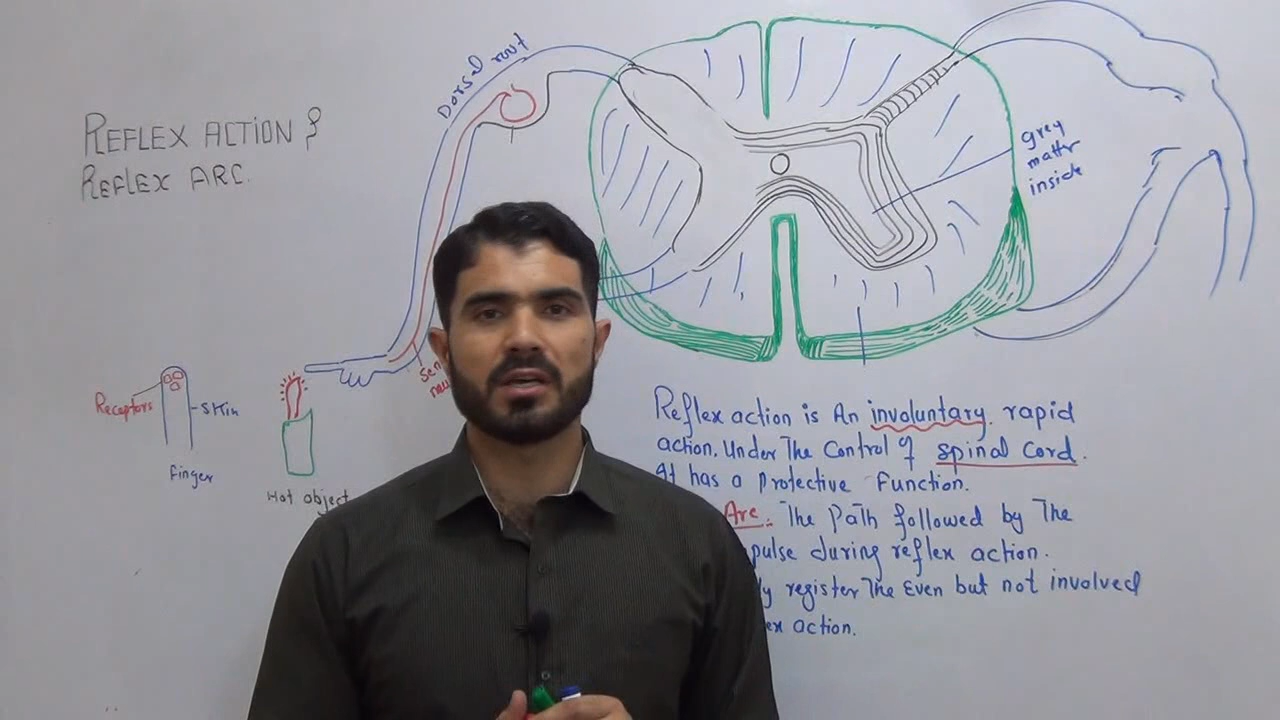 REFLEX ACTION &
REFLEX ARC.
Dorsal root
grey
matter
inside
Receptors
Skin
finger
Hot object
Reflex action is An involuntary rapid
action. Under The Control of spinal Cord.
It has a Protective Function.
Arc: The Path followed by The
pulse during reflex action.
register The Even but not involved
action.